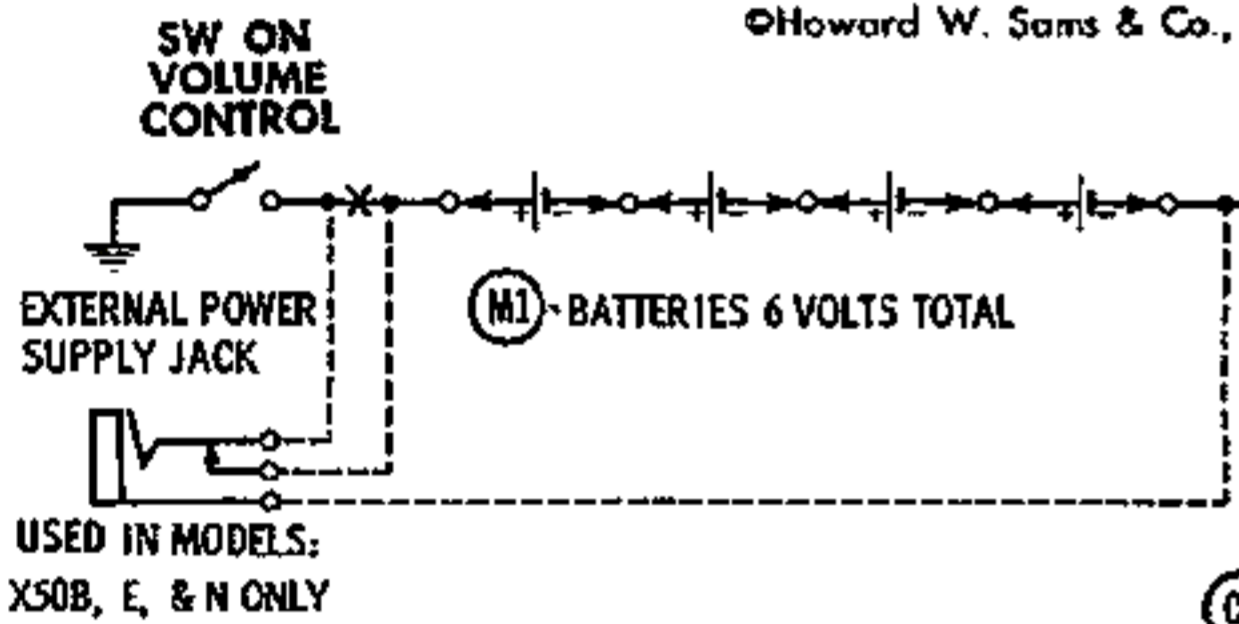 ©Howard W. Sams & Co.,
SW ON
VOLUME
CONTROL
+ - + - + - + -
EXTERNAL POWER
SUPPLY JACK
M1 - BATTERIES 6 VOLTS TOTAL
USED IN MODELS:
X50B, E, & N ONLY